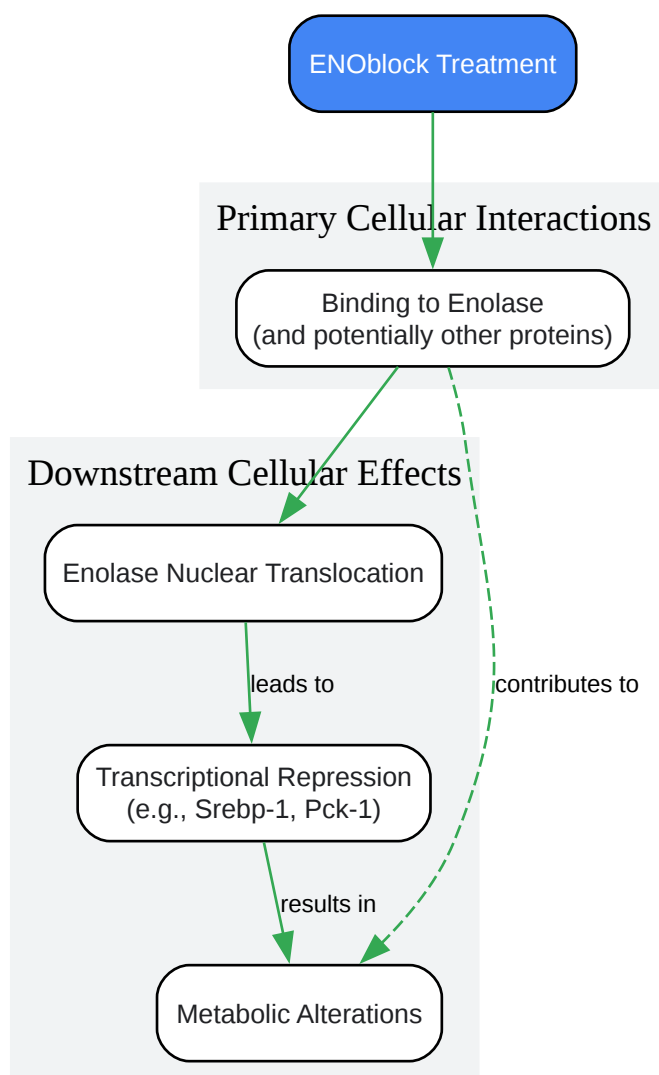 ENOblock Treatment
Primary Cellular Interactions
Binding to Enolase
(and potentially other proteins)
Downstream Cellular Effects
Enolase Nuclear Translocation
leads to
contributes to
Transcriptional Repression
(e.g., Srebp-1, Pck-1)
results in
Metabolic Alterations